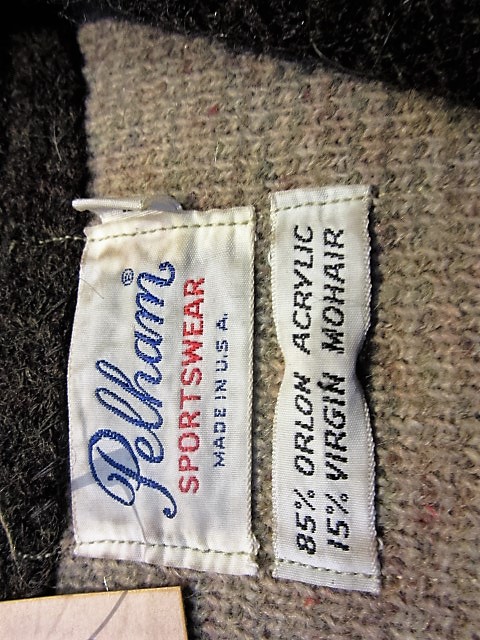 Pelham®
SPORTSWEAR
MADE IN U.S.A.
85% ORLON ACRYLIC
15% VIRGIN MOHAIR